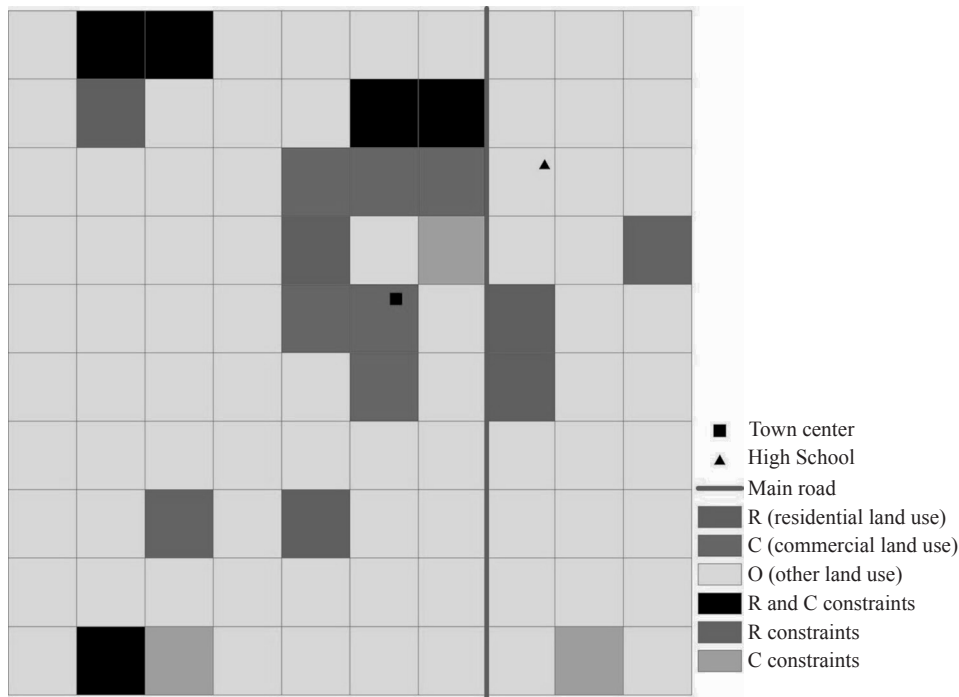 Town center
High School
Main road
R (residential land use)
C (commercial land use)
O (other land use)
R and C constraints
R constraints
C constraints